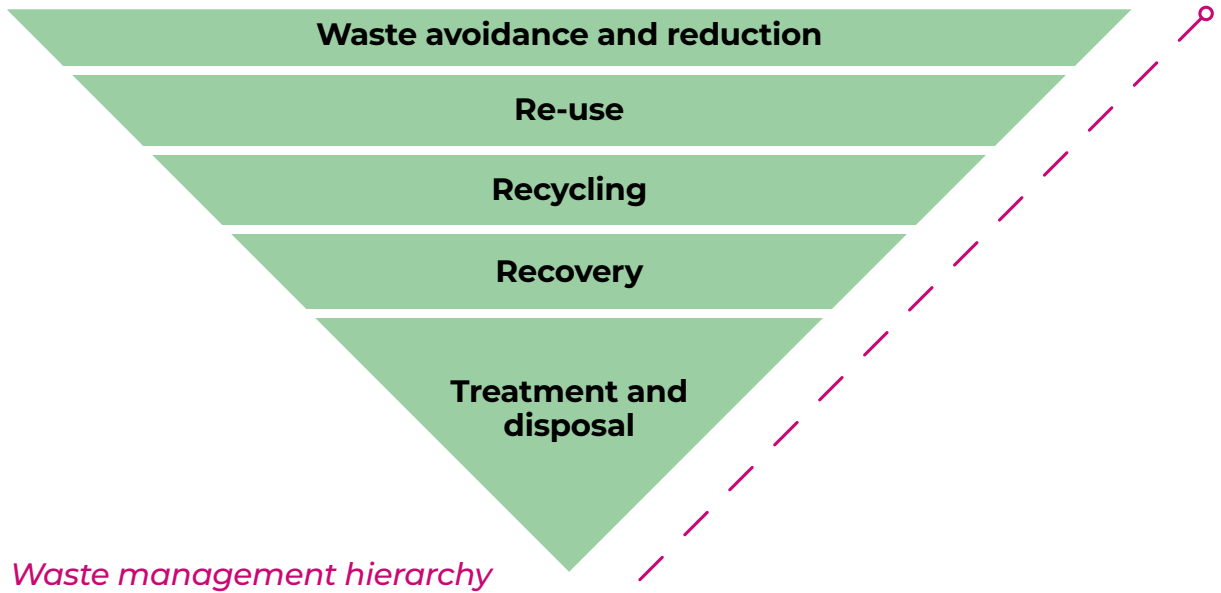 Waste avoidance and reduction
Re-use
Recycling
Recovery
Treatment and
disposal
Waste management hierarchy